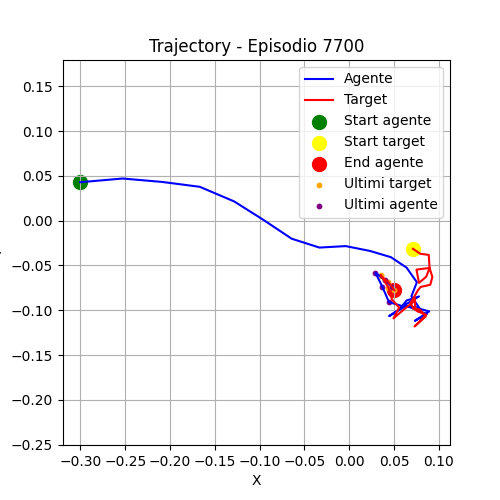 Trajectory - Episodio 7700
Agente
Target
Start agente
Start target
End agente
Ultimi target
Ultimi agente
0.15
0.10
0.05
0.00
−0.05
−0.10
−0.15
−0.20
−0.25
−0.30 −0.25 −0.20 −0.15 −0.10 −0.05 0.00 0.05 0.10
X